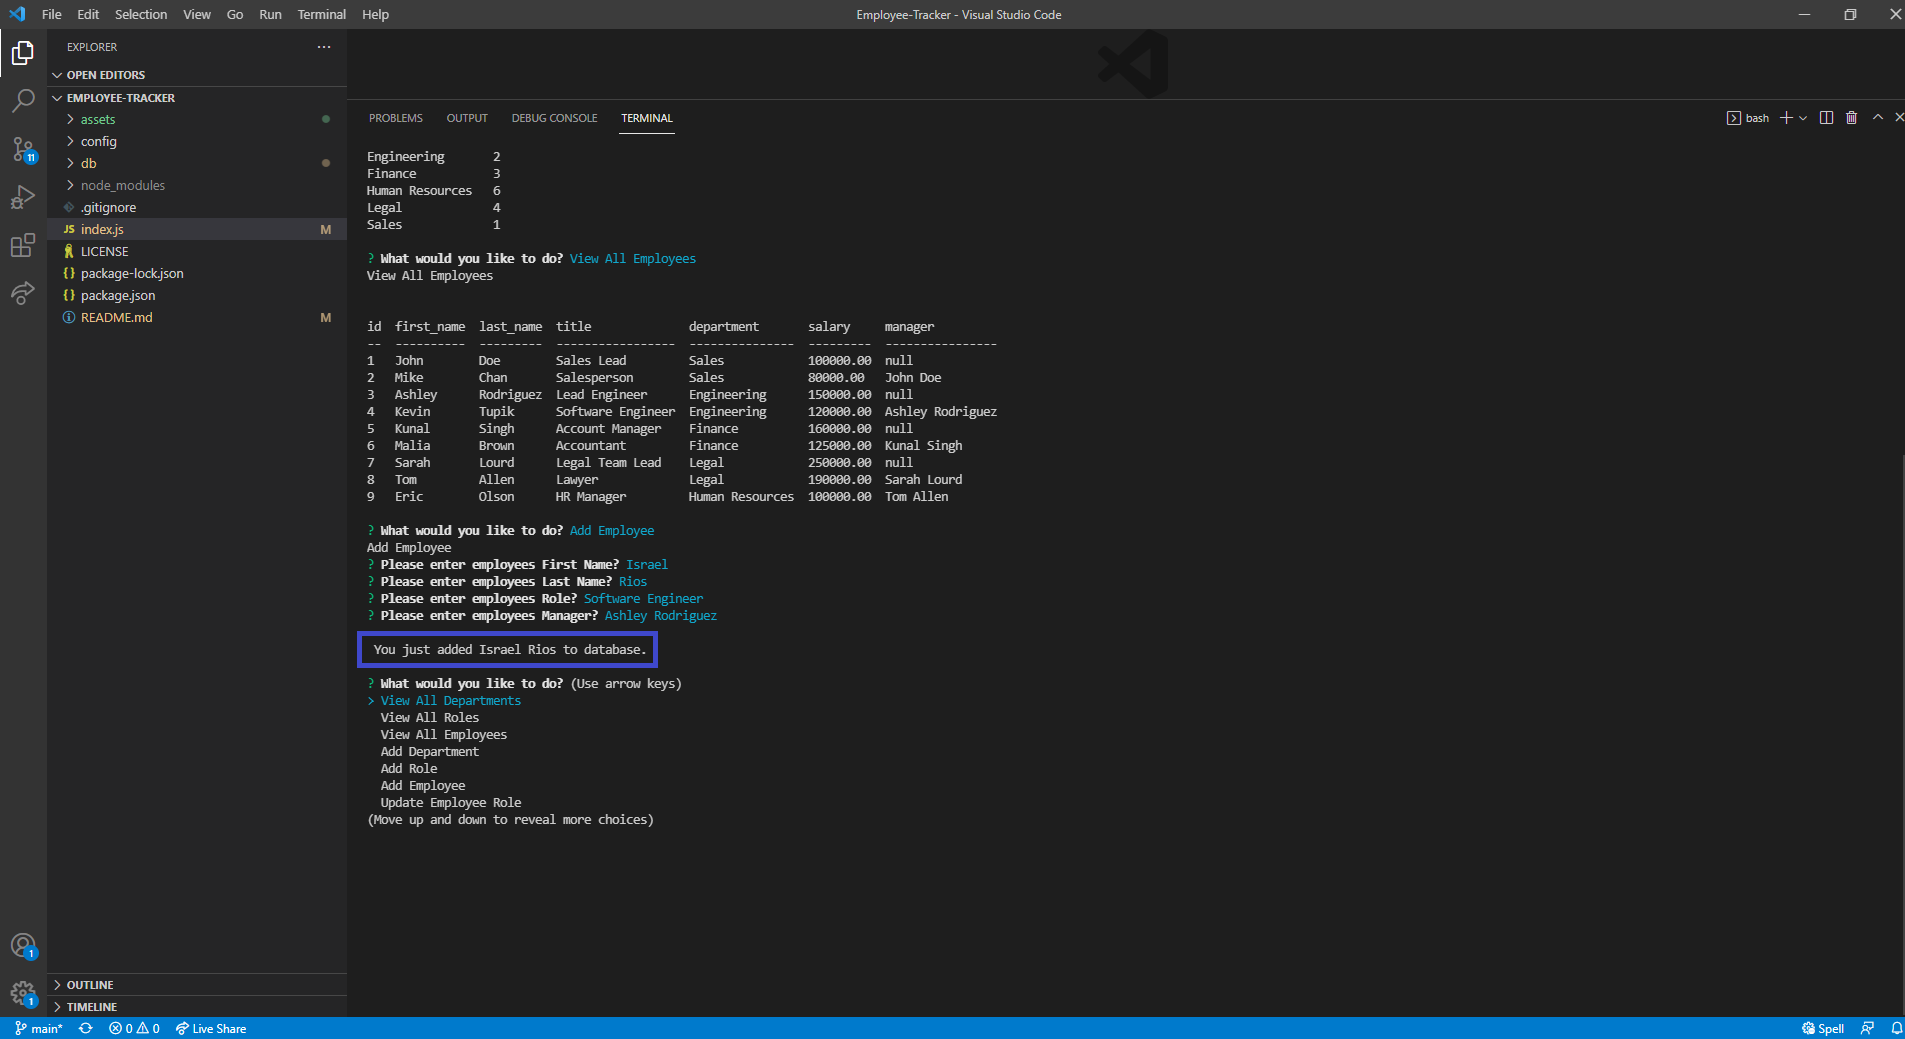 File Edit Selection View Go Run Terminal Help
Employee-Tracker - Visual Studio Code
EXPLORER
OPEN EDITORS
EMPLOYEE-TRACKER
assets
config
db
node_modules
.gitignore
JS index.js M
LICENSE
{} package-lock.json
{} package.json
README.md M
OUTLINE
TIMELINE
11
1
1
PROBLEMS OUTPUT DEBUG CONSOLE TERMINAL
bash
Engineering 2
Finance 3
Human Resources 6
Legal 4
Sales 1
? What would you like to do? View All Employees
View All Employees
id first_name last_name title department salary manager
-- ---------- --------- ----------------- --------------- --------- ----------------
1 John Doe Sales Lead Sales 100000.00 null
2 Mike Chan Salesperson Sales 80000.00 John Doe
3 Ashley Rodriguez Lead Engineer Engineering 150000.00 null
4 Kevin Tupik Software Engineer Engineering 120000.00 Ashley Rodriguez
5 Kunal Singh Account Manager Finance 160000.00 null
6 Malia Brown Accountant Finance 125000.00 Kunal Singh
7 Sarah Lourd Legal Team Lead Legal 250000.00 null
8 Tom Allen Lawyer Legal 190000.00 Sarah Lourd
9 Eric Olson HR Manager Human Resources 100000.00 Tom Allen
? What would you like to do? Add Employee
Add Employee
? Please enter employees First Name? Israel
? Please enter employees Last Name? Rios
? Please enter employees Role? Software Engineer
? Please enter employees Manager? Ashley Rodriguez
You just added Israel Rios to database.
? What would you like to do? (Use arrow keys)
> View All Departments
View All Roles
View All Employees
Add Department
Add Role
Add Employee
Update Employee Role
(Move up and down to reveal more choices)
main* 0 0 Live Share
Spell